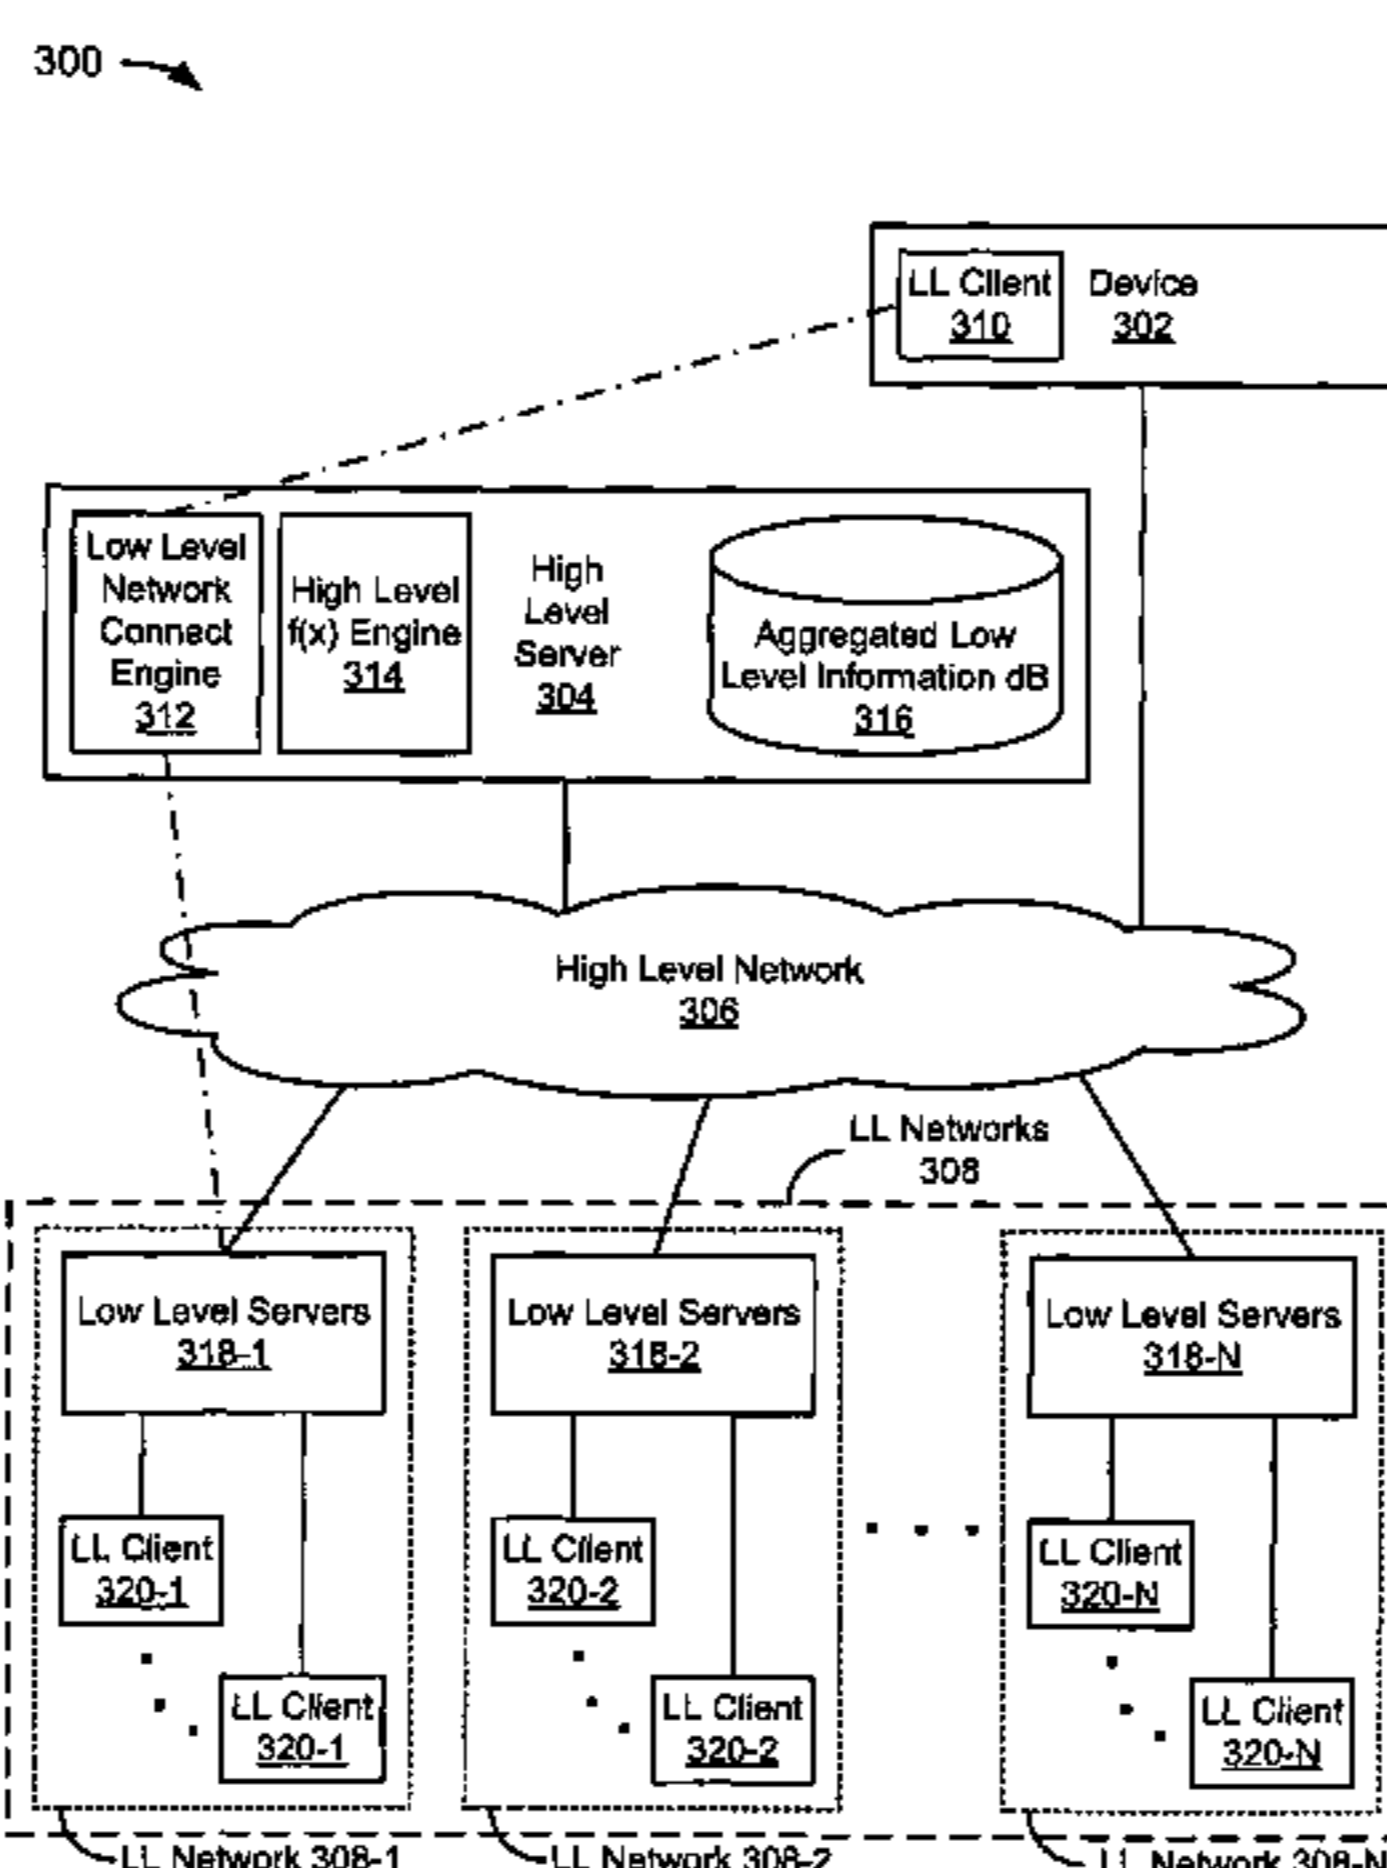 300
LL Client
310
Device
302
Low Level
Network
Connect
Engine
312
High Level
f(x) Engine
314
High
Level
Server
304
Aggregated Low
Level Information dB
316
High Level Network
306
LL Networks
308
Low Level Servers
318-1
Low Level Servers
318-2
Low Level Servers
318-N
LL Client
320-1
LL Client
320-2
LL Client
320-N
LL Client
320-1
LL Client
320-2
LL Client
320-N
LL Network 308-1
LL Network 308-2
LL Network 308-N